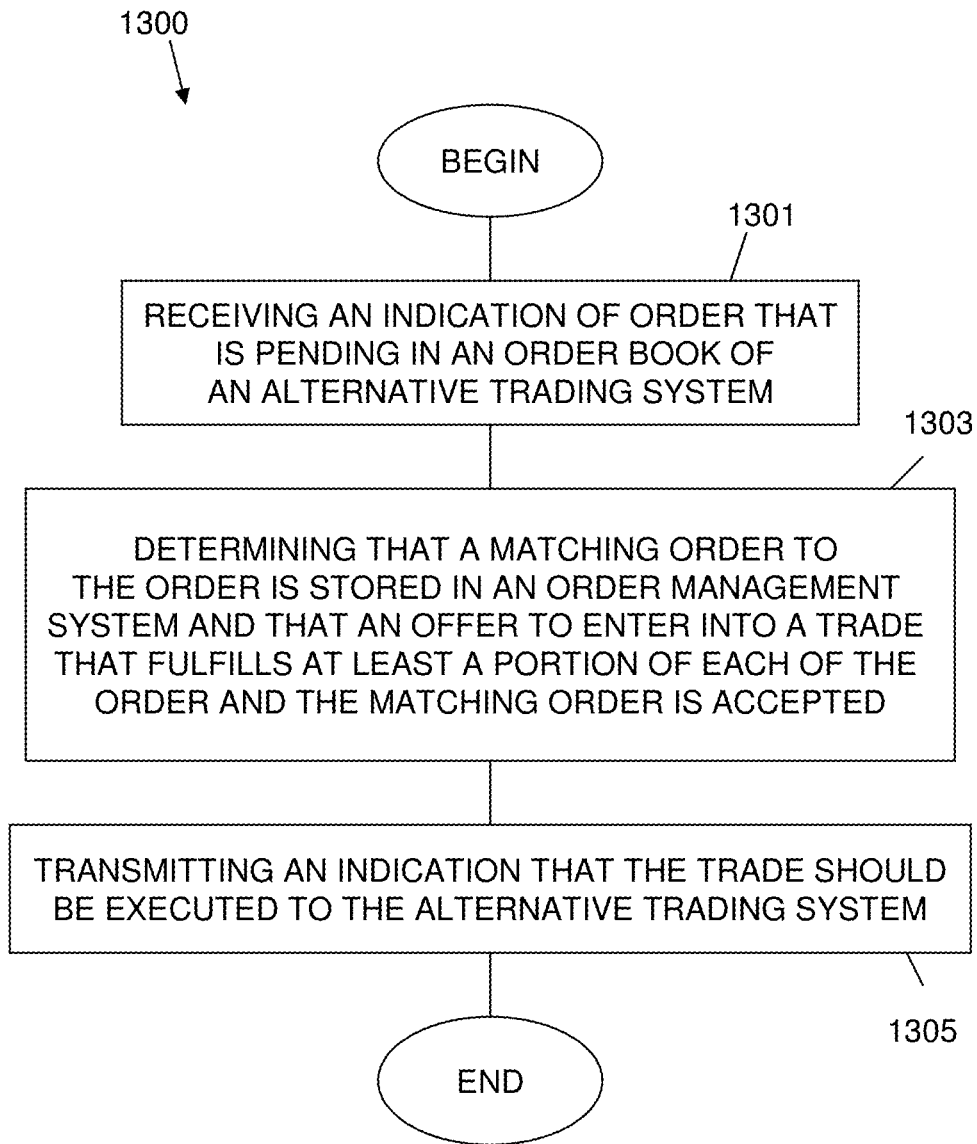 1300
BEGIN
1301
RECEIVING AN INDICATION OF ORDER THAT
IS PENDING IN AN ORDER BOOK OF
AN ALTERNATIVE TRADING SYSTEM
1303
DETERMINING THAT A MATCHING ORDER TO
THE ORDER IS STORED IN AN ORDER MANAGEMENT
SYSTEM AND THAT AN OFFER TO ENTER INTO A TRADE
THAT FULFILLS AT LEAST A PORTION OF EACH OF THE
ORDER AND THE MATCHING ORDER IS ACCEPTED
TRANSMITTING AN INDICATION THAT THE TRADE SHOULD
BE EXECUTED TO THE ALTERNATIVE TRADING SYSTEM
1305
END